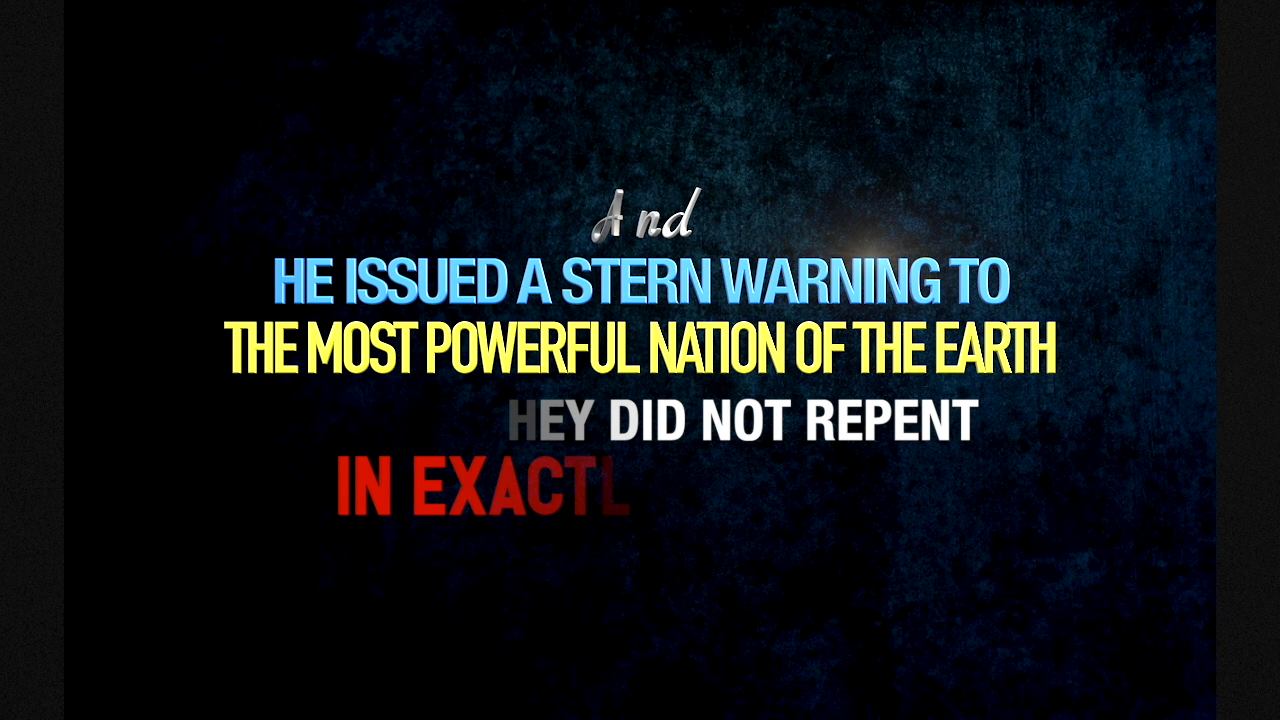 And
HE ISSUED A STERN WARNING TO
THE MOST POWERFUL NATION OF THE EARTH
HEY DID NOT REPENT
IN EXACTL